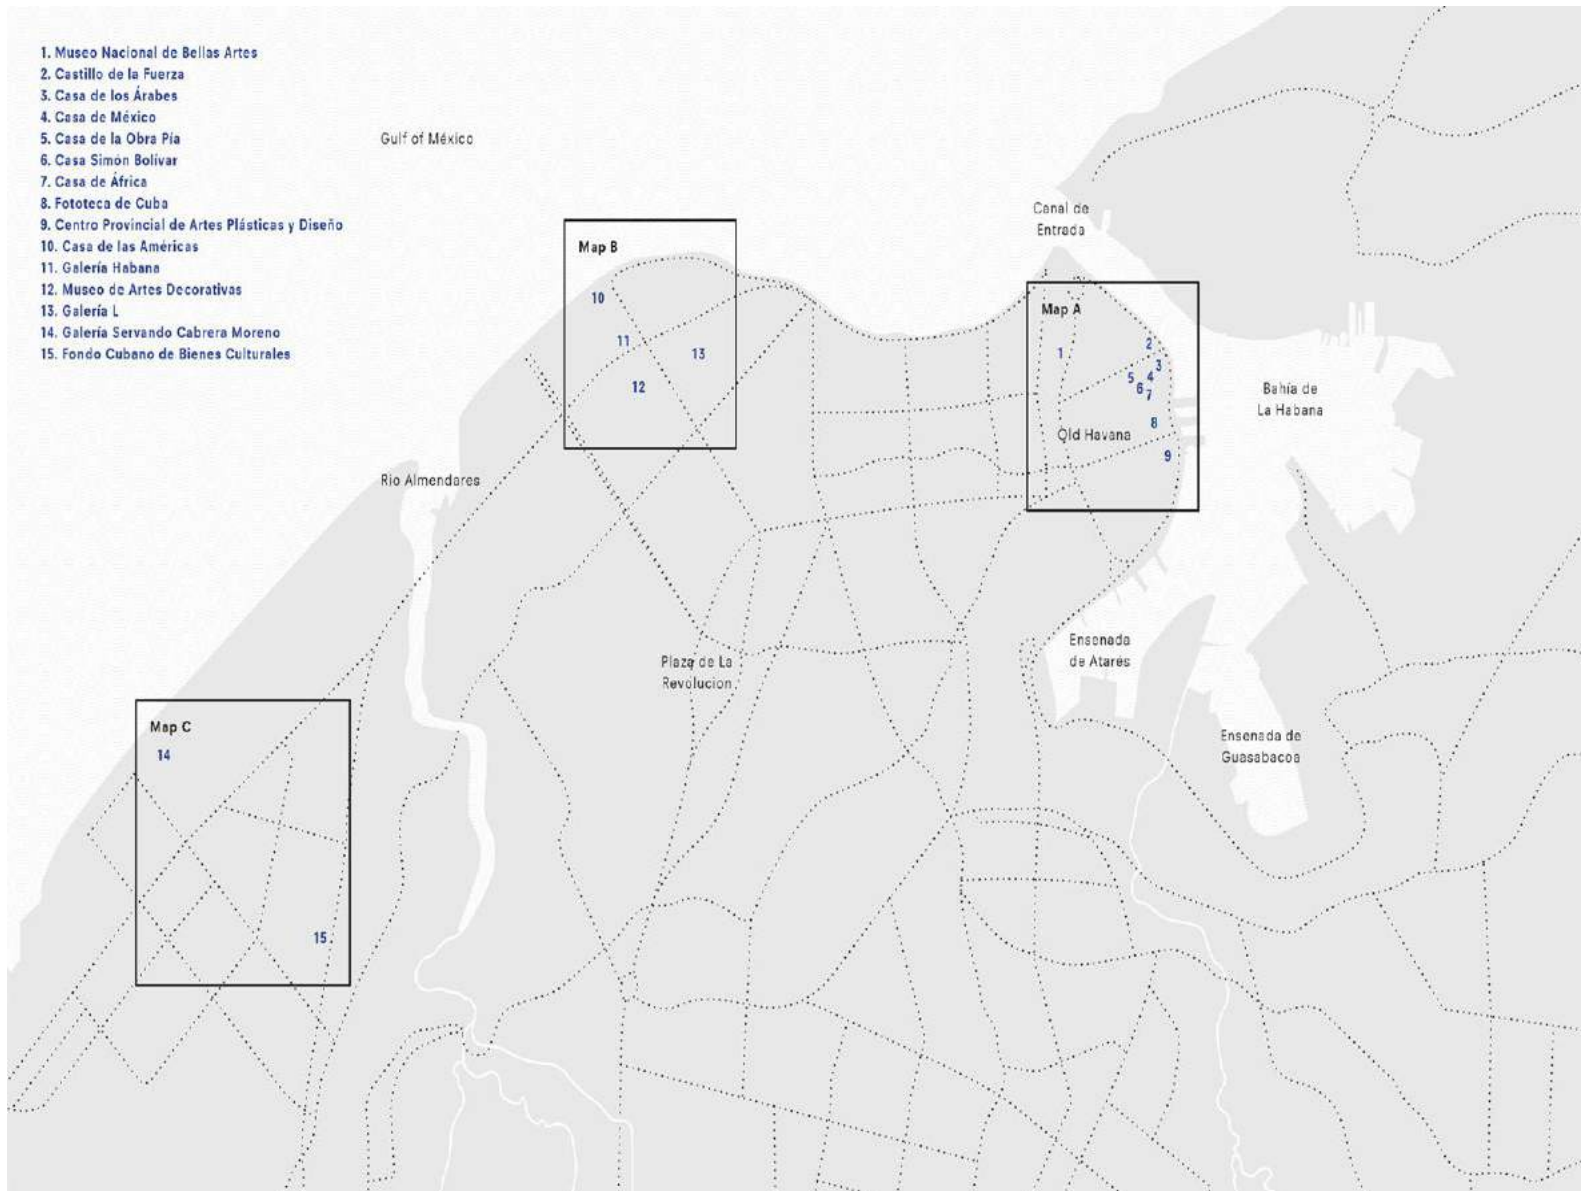 1. Museo Nacional de Bellas Artes
2. Castillo de la Fuerza
3. Casa de los Árabes
4. Casa de México
5. Casa de la Obra Pía
6. Casa Simón Bolívar
7. Casa de África
8. Fototeca de Cuba
9. Centro Provincial de Artes Plásticas y Diseño
10. Casa de las Américas
11. Galería Habana
12. Museo de Artes Decorativas
13. Galería L
14. Galería Servando Cabrera Moreno
15. Fondo Cubano de Bienes Culturales
Gulf of México
Canal de
Entrada
Map B
10
11
13
12
Map A
1
2
3
4
5
6
7
8
Old Havana
9
Bahía de
La Habana
Rio Almendares
Plaza de La
Revolucion
Ensenada
de Atarés
Ensenada de
Guasabacoa
Map C
14
15